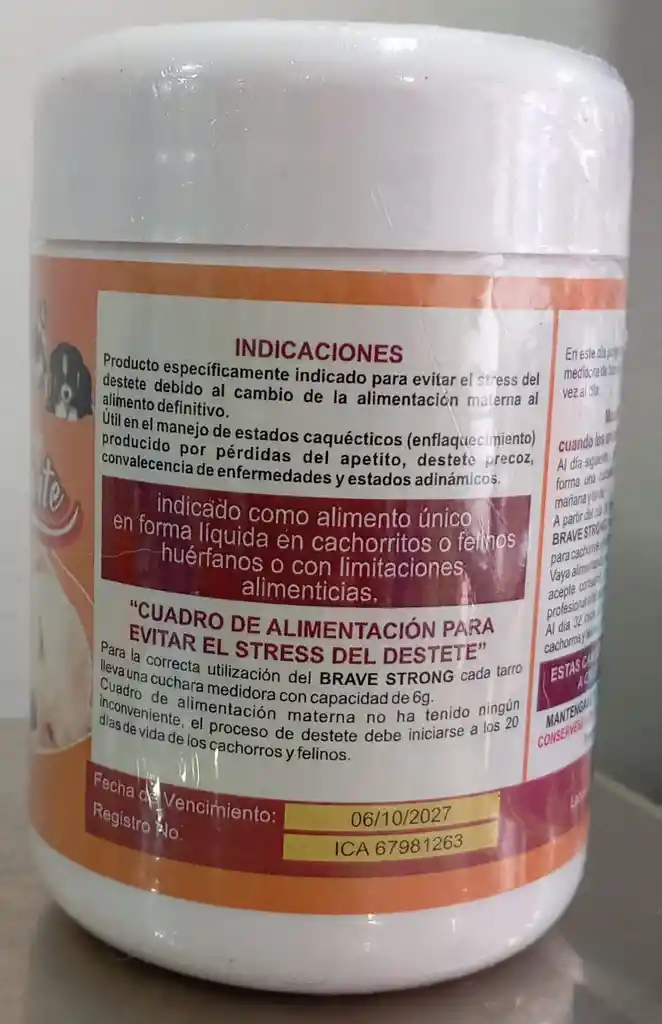 te
INDICACIONES
Producto específicamente indicado para evitar el stress del
destete debido al cambio de la alimentación materna al
alimento definitivo.
Útil en el manejo de estados caquécticos (enflaquecimiento)
producido por pérdidas del apetito, destete precoz,
convalecencia de enfermedades y estados adinámicos.
indicado como alimento único
en forma líquida en cachorritos o felinos
huérfanos o con limitaciones
alimenticias.
“CUADRO DE ALIMENTACIÓN PARA
EVITAR EL STRESS DEL DESTETE”
Para la correcta utilización del BRAVE STRONG cada tarro
lleva una cuchara medidora con capacidad de 6g.
Cuadro de alimentación materna no ha tenido ningún
inconveniente, el proceso de destete debe iniciarse a los 20
días de vida de los cachorros y felinos.
Fecha de Vencimiento: 06/10/2027
Registro No. ICA 67981263
En este día
medidora de
vez al día.
cuando los
Al día siguiente
forma una
mañana y
A partir del día
BRAVE STRONG
para cachorros
Vaya
acepte
profesional
Al día 32
cachorros y
ESTAS
A
MANTENGA